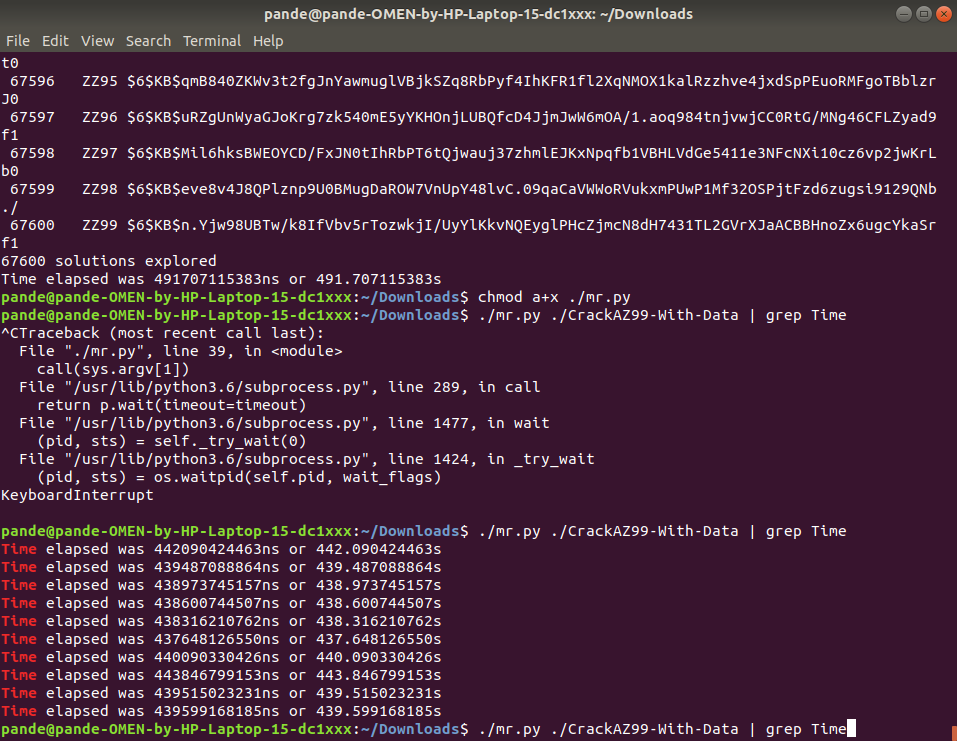 pande@pande-OMEN-by-HP-Laptop-15-dc1xxx: ~/Downloads
File Edit View Search Terminal Help
t0
 67596   ZZ95 $6$KB$qmB840ZKWv3t2fgJnYawmuglVBjkSZq8RbPyf4IhKFR1fl2XqNMOX1kalRzzhve4jxdSpPEuoRMFgoTBblzr
J0
 67597   ZZ96 $6$KB$uRZgUnWyaGJoKrg7zk540mE5yYKHOnjLUBQfcD4JjmJwW6mOA/1.aoq984tnjvwjCC0RtG/MNg46CFLZyad9
f1
 67598   ZZ97 $6$KB$Mil6hksBWEOYCD/FxJN0tIhRbPT6tQjwauj37zhmlEJKxNpqfb1VBHLVdGe5411e3NFcNXi10cz6vp2jwKrL
b0
 67599   ZZ98 $6$KB$eve8v4J8QPlznp9U0BMugDaROW7VnUpY48lvC.09qaCaVWWoRVukxmPUwP1Mf32OSPjtFzd6zugsi9129QNb
./
 67600   ZZ99 $6$KB$n.Yjw98UBTw/k8IfVbv5rTozwkjI/UyYlKkvNQEyglPHcZjmcN8dH7431TL2GVrXJaACBBHnoZx6ugcYkaSr
f1
67600 solutions explored
Time elapsed was 491707115383ns or 491.707115383s
pande@pande-OMEN-by-HP-Laptop-15-dc1xxx:~/Downloads$ chmod a+x ./mr.py
pande@pande-OMEN-by-HP-Laptop-15-dc1xxx:~/Downloads$ ./mr.py ./CrackAZ99-With-Data | grep Time
^CTraceback (most recent call last):
  File "./mr.py", line 39, in <module>
    call(sys.argv[1])
  File "/usr/lib/python3.6/subprocess.py", line 289, in call
    return p.wait(timeout=timeout)
  File "/usr/lib/python3.6/subprocess.py", line 1477, in wait
    (pid, sts) = self._try_wait(0)
  File "/usr/lib/python3.6/subprocess.py", line 1424, in _try_wait
    (pid, sts) = os.waitpid(self.pid, wait_flags)
KeyboardInterrupt
pande@pande-OMEN-by-HP-Laptop-15-dc1xxx:~/Downloads$ ./mr.py ./CrackAZ99-With-Data | grep Time
Time elapsed was 442090424463ns or 442.090424463s
Time elapsed was 439487088864ns or 439.487088864s
Time elapsed was 438973745157ns or 438.973745157s
Time elapsed was 438600744507ns or 438.600744507s
Time elapsed was 438316210762ns or 438.316210762s
Time elapsed was 437648126550ns or 437.648126550s
Time elapsed was 440090330426ns or 440.090330426s
Time elapsed was 443846799153ns or 443.846799153s
Time elapsed was 439515023231ns or 439.515023231s
Time elapsed was 439599168185ns or 439.599168185s
pande@pande-OMEN-by-HP-Laptop-15-dc1xxx:~/Downloads$ ./mr.py ./CrackAZ99-With-Data | grep Time